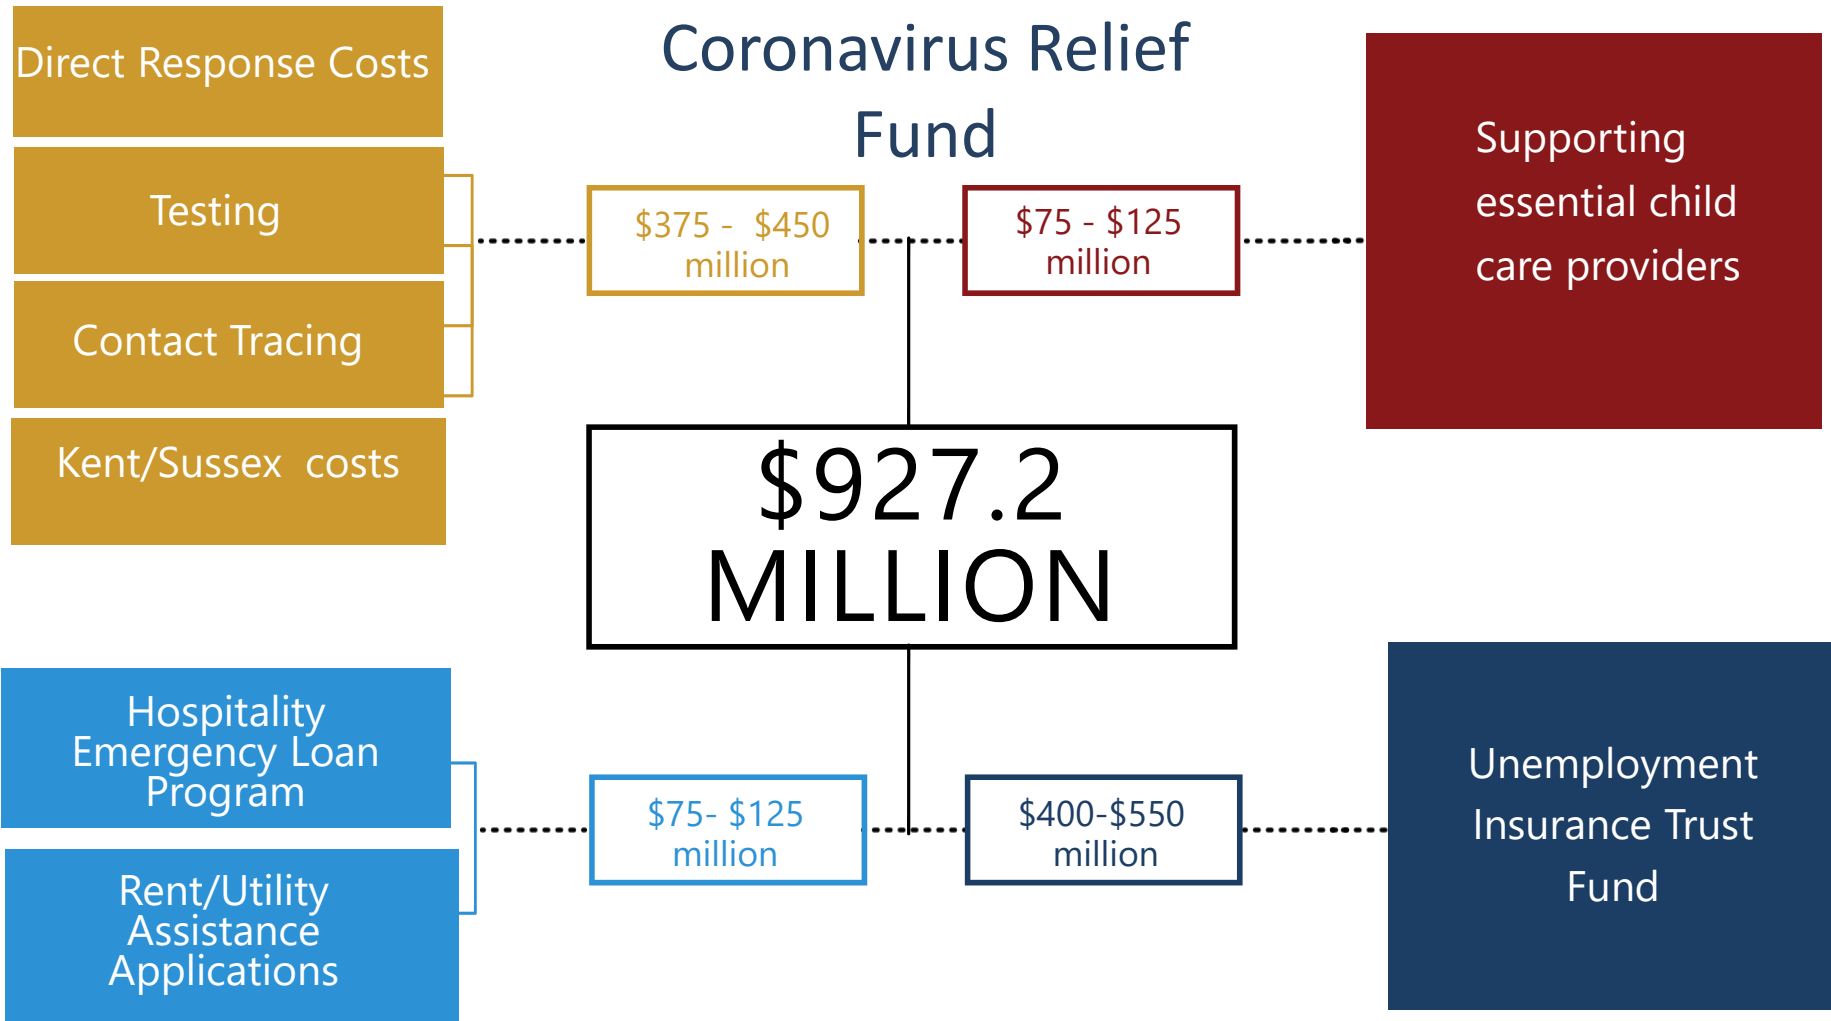 Coronavirus Relief
Fund
Direct Response Costs
Testing
Contact Tracing
Kent/Sussex  costs
$375 -  $450
million
$75 - $125
million
Supporting
essential child
care providers
$927.2
MILLION
Hospitality
Emergency Loan
Program
Rent/Utility
Assistance
Applications
$75- $125
million
$400-$550
million
Unemployment
Insurance Trust
Fund